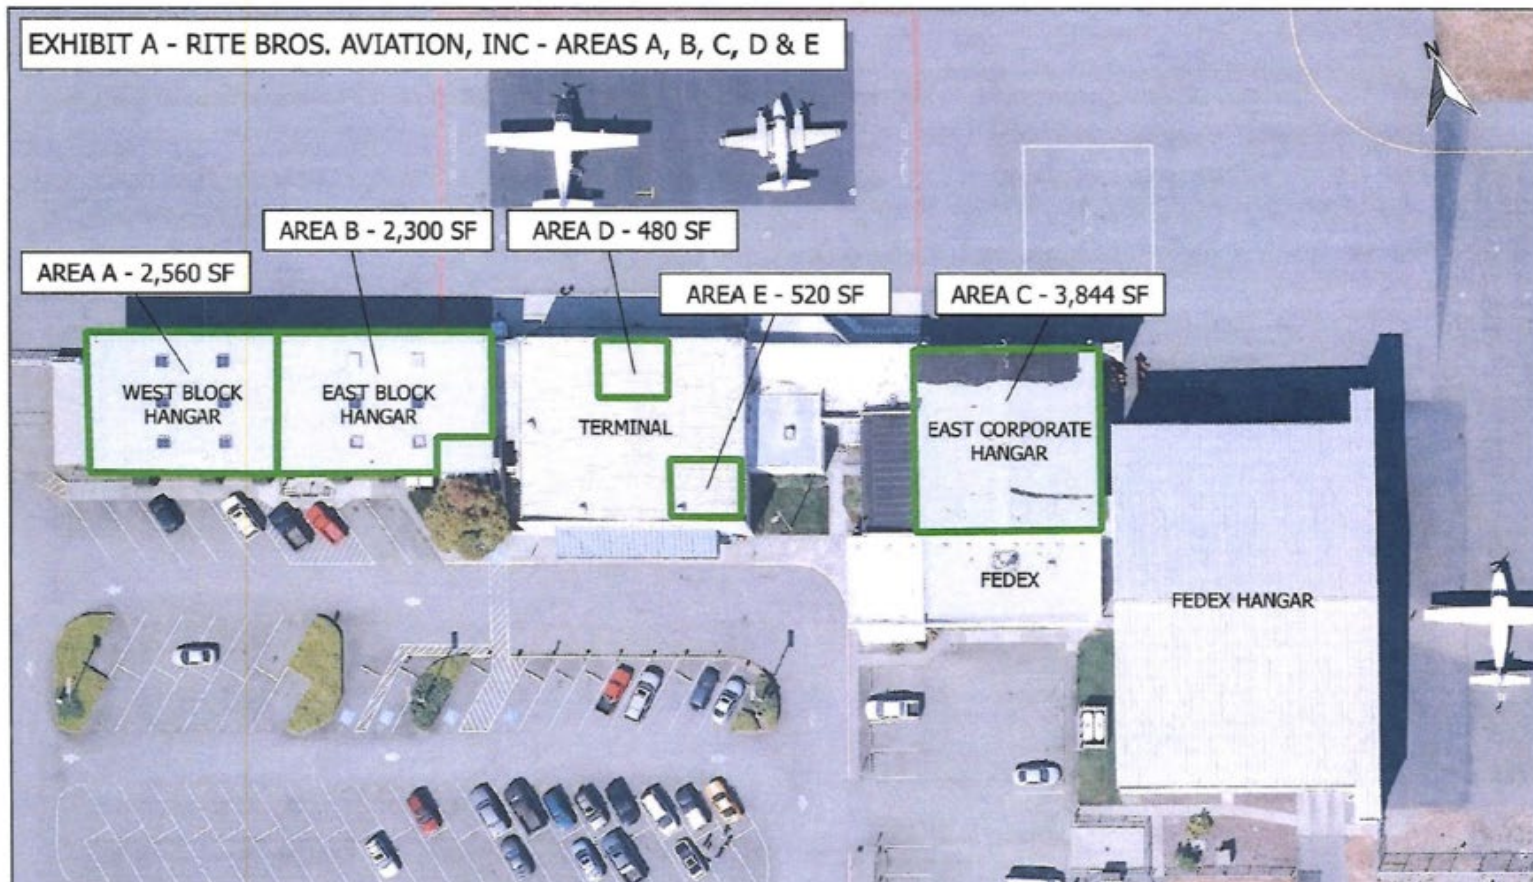 EXHIBIT A - RITE BROS. AVIATION, INC - AREAS A, B, C, D & E
N
AREA B - 2,300 SF
AREA D - 480 SF
AREA A - 2,560 SF
AREA E - 520 SF
AREA C - 3,844 SF
WEST BLOCK
HANGAR
EAST BLOCK
HANGAR
TERMINAL
EAST CORPORATE
HANGAR
FEDEX
FEDEX HANGAR